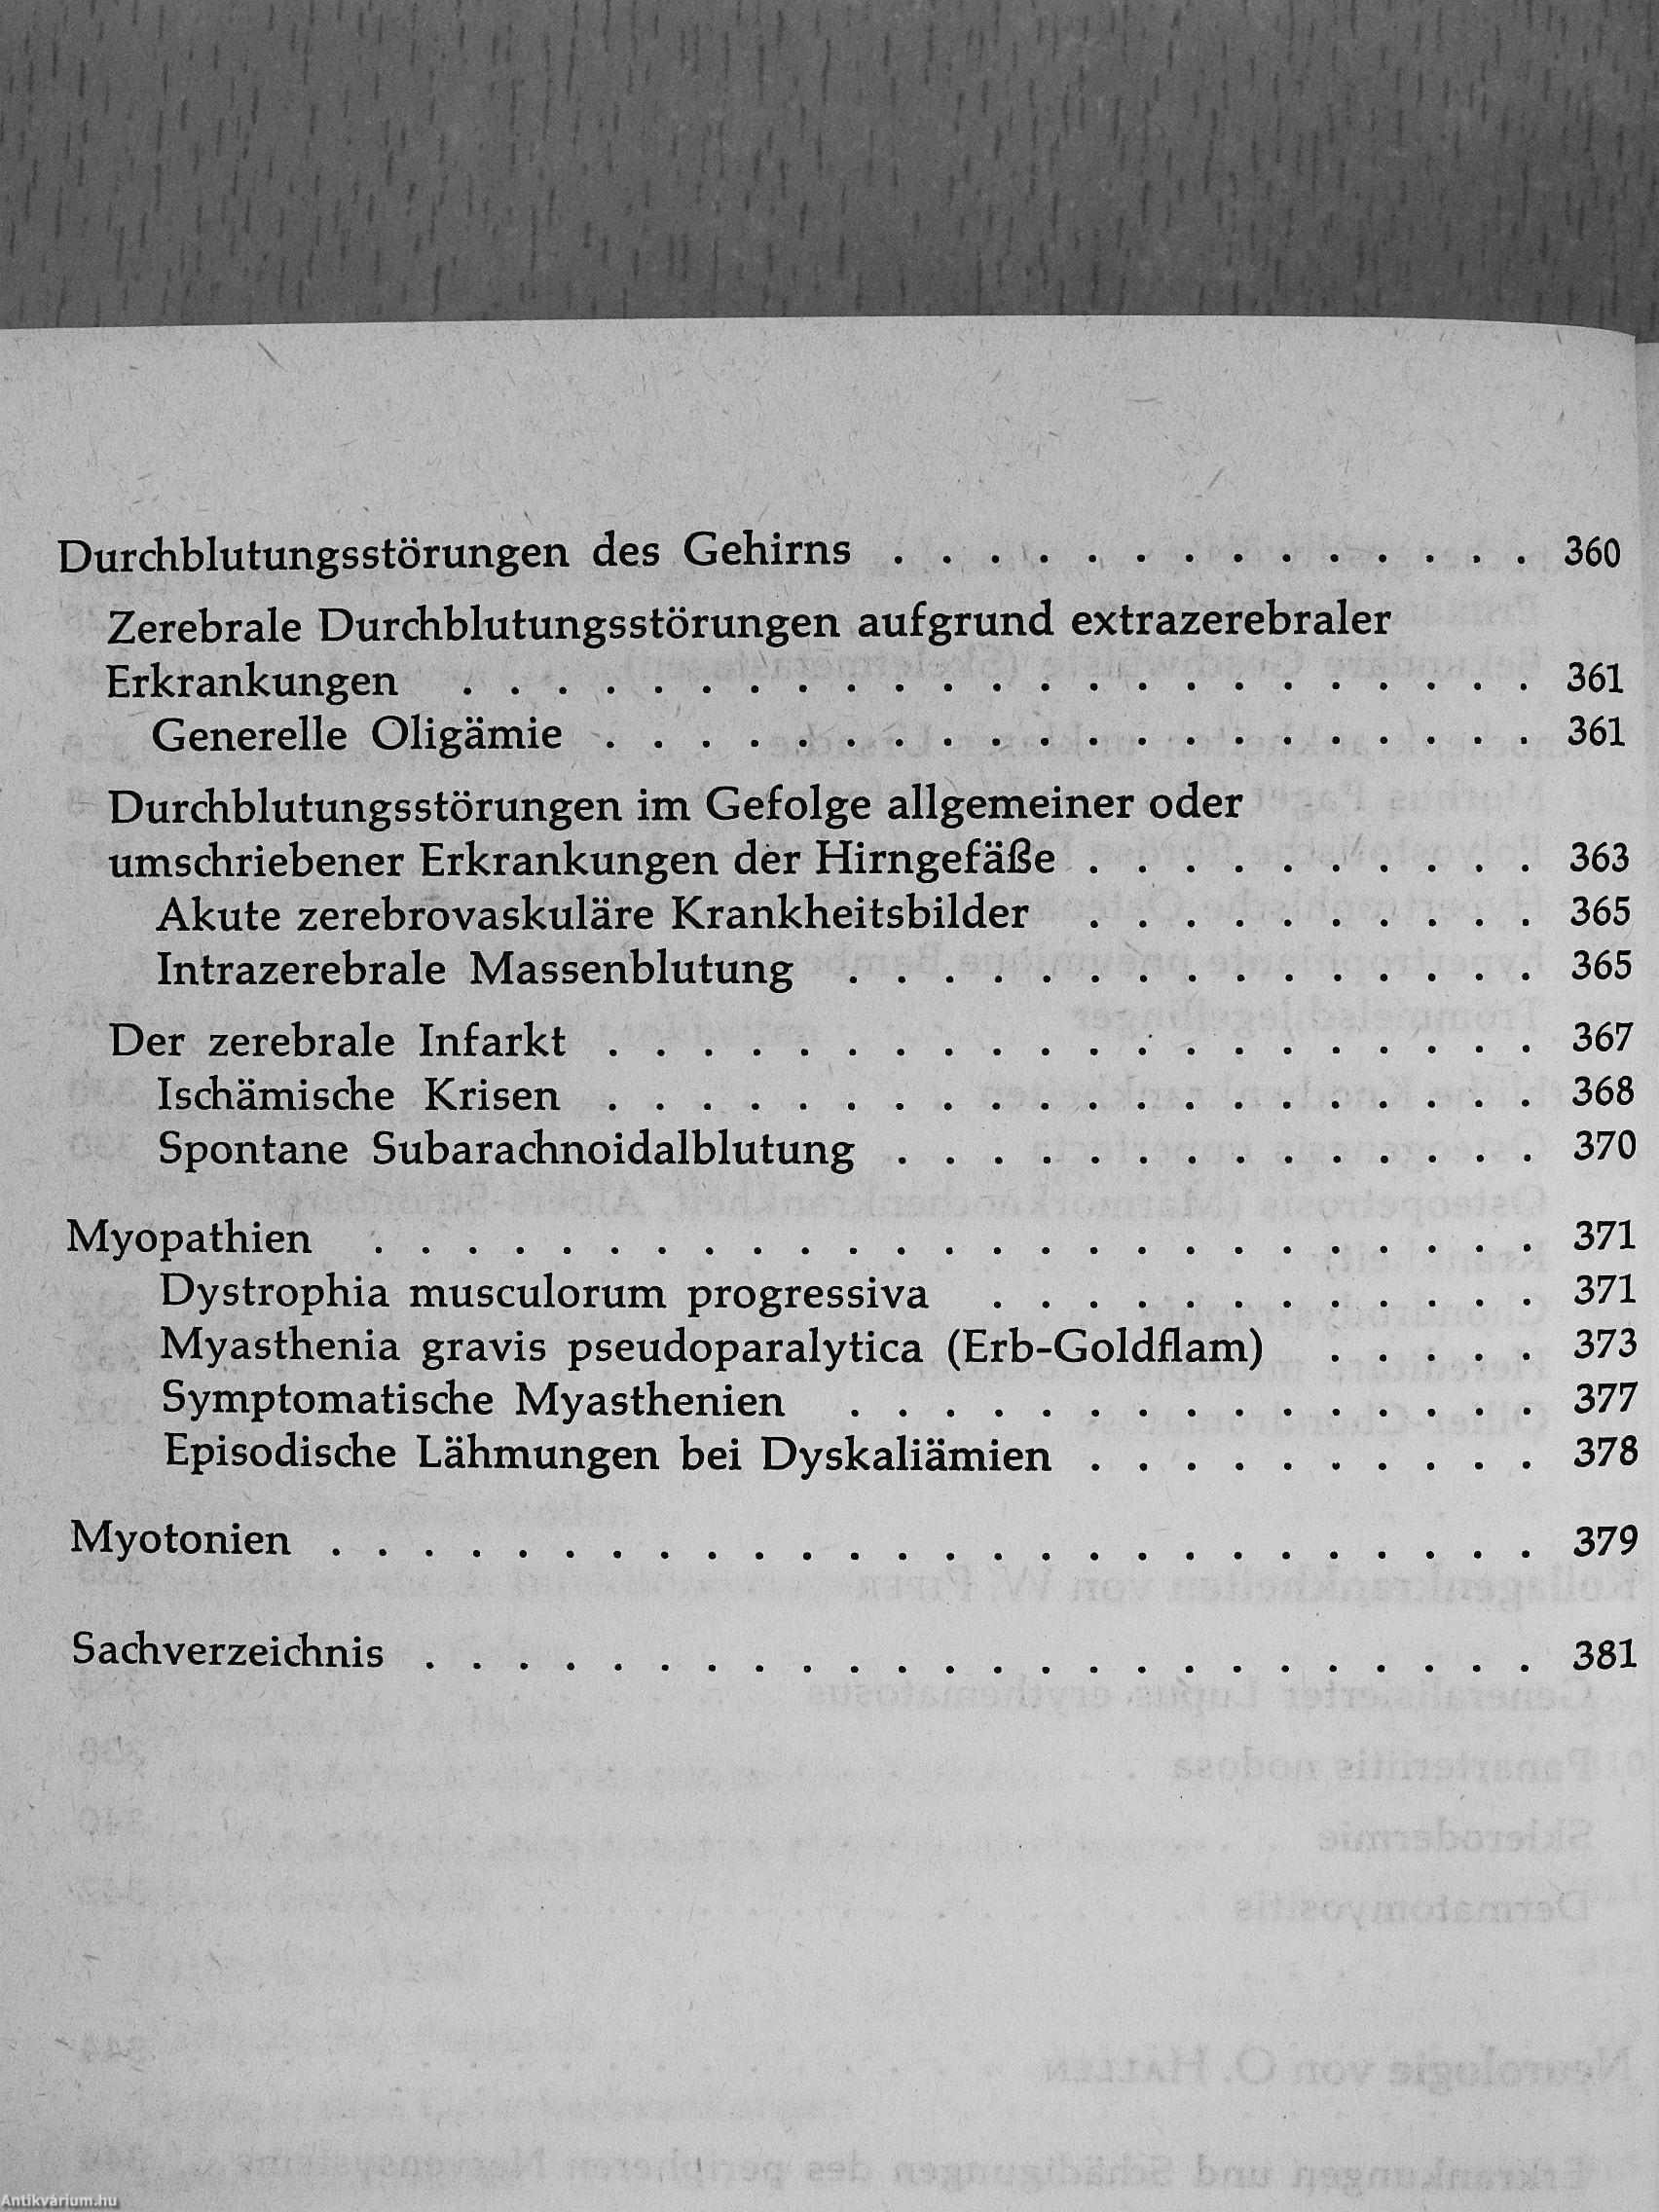 Durchblutungsstörungen des Gehirns . . . . . . . . . . . . . . 360
Zerebrale Durchblutungsstörungen aufgrund extrazerebraler
Erkrankungen . . . . . . . . . . . . . . . . . . . . . . . 361
Generelle Oligämie . . . . . . . . . . . . . . . . . . . . 361
Durchblutungsstörungen im Gefolge allgemeiner oder
umschriebener Erkrankungen der Hirngefäße . . . . . . . . . . 363
Akute zerebrovaskuläre Krankheitsbilder . . . . . . . . . . 365
Intrazerebrale Massenblutung . . . . . . . . . . . . . . . 365
Der zerebrale Infarkt . . . . . . . . . . . . . . . . . . . . 367
Ischämische Krisen . . . . . . . . . . . . . . . . . . . . 368
Spontane Subarachnoidalblutung . . . . . . . . . . . . . . 370
Myopathien . . . . . . . . . . . . . . . . . . . . . . . . . 371
Dystrophia musculorum progressiva . . . . . . . . . . . . 371
Myasthenia gravis pseudoparalytica (Erb-Goldflam) . . . . . 373
Symptomatische Myasthenien . . . . . . . . . . . . . . . 377
Episodische Lähmungen bei Dyskaliämien . . . . . . . . . . 378
Myotonien . . . . . . . . . . . . . . . . . . . . . . . . . . 379
Sachverzeichnis . . . . . . . . . . . . . . . . . . . . . . . . 381
Antikvárium.hu